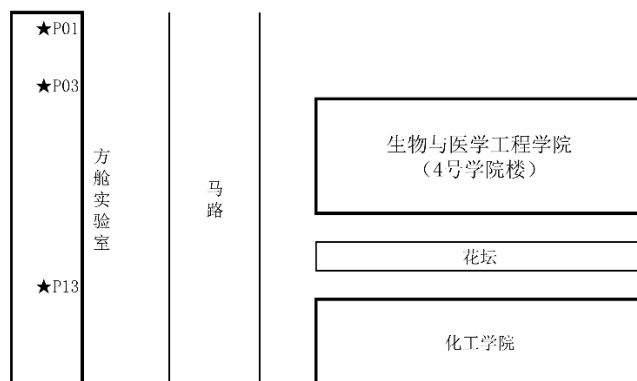 ★P01
★P03
方舱实验室
★P13
马路
生物与医学工程学院
（4号学院楼）
花坛
化工学院